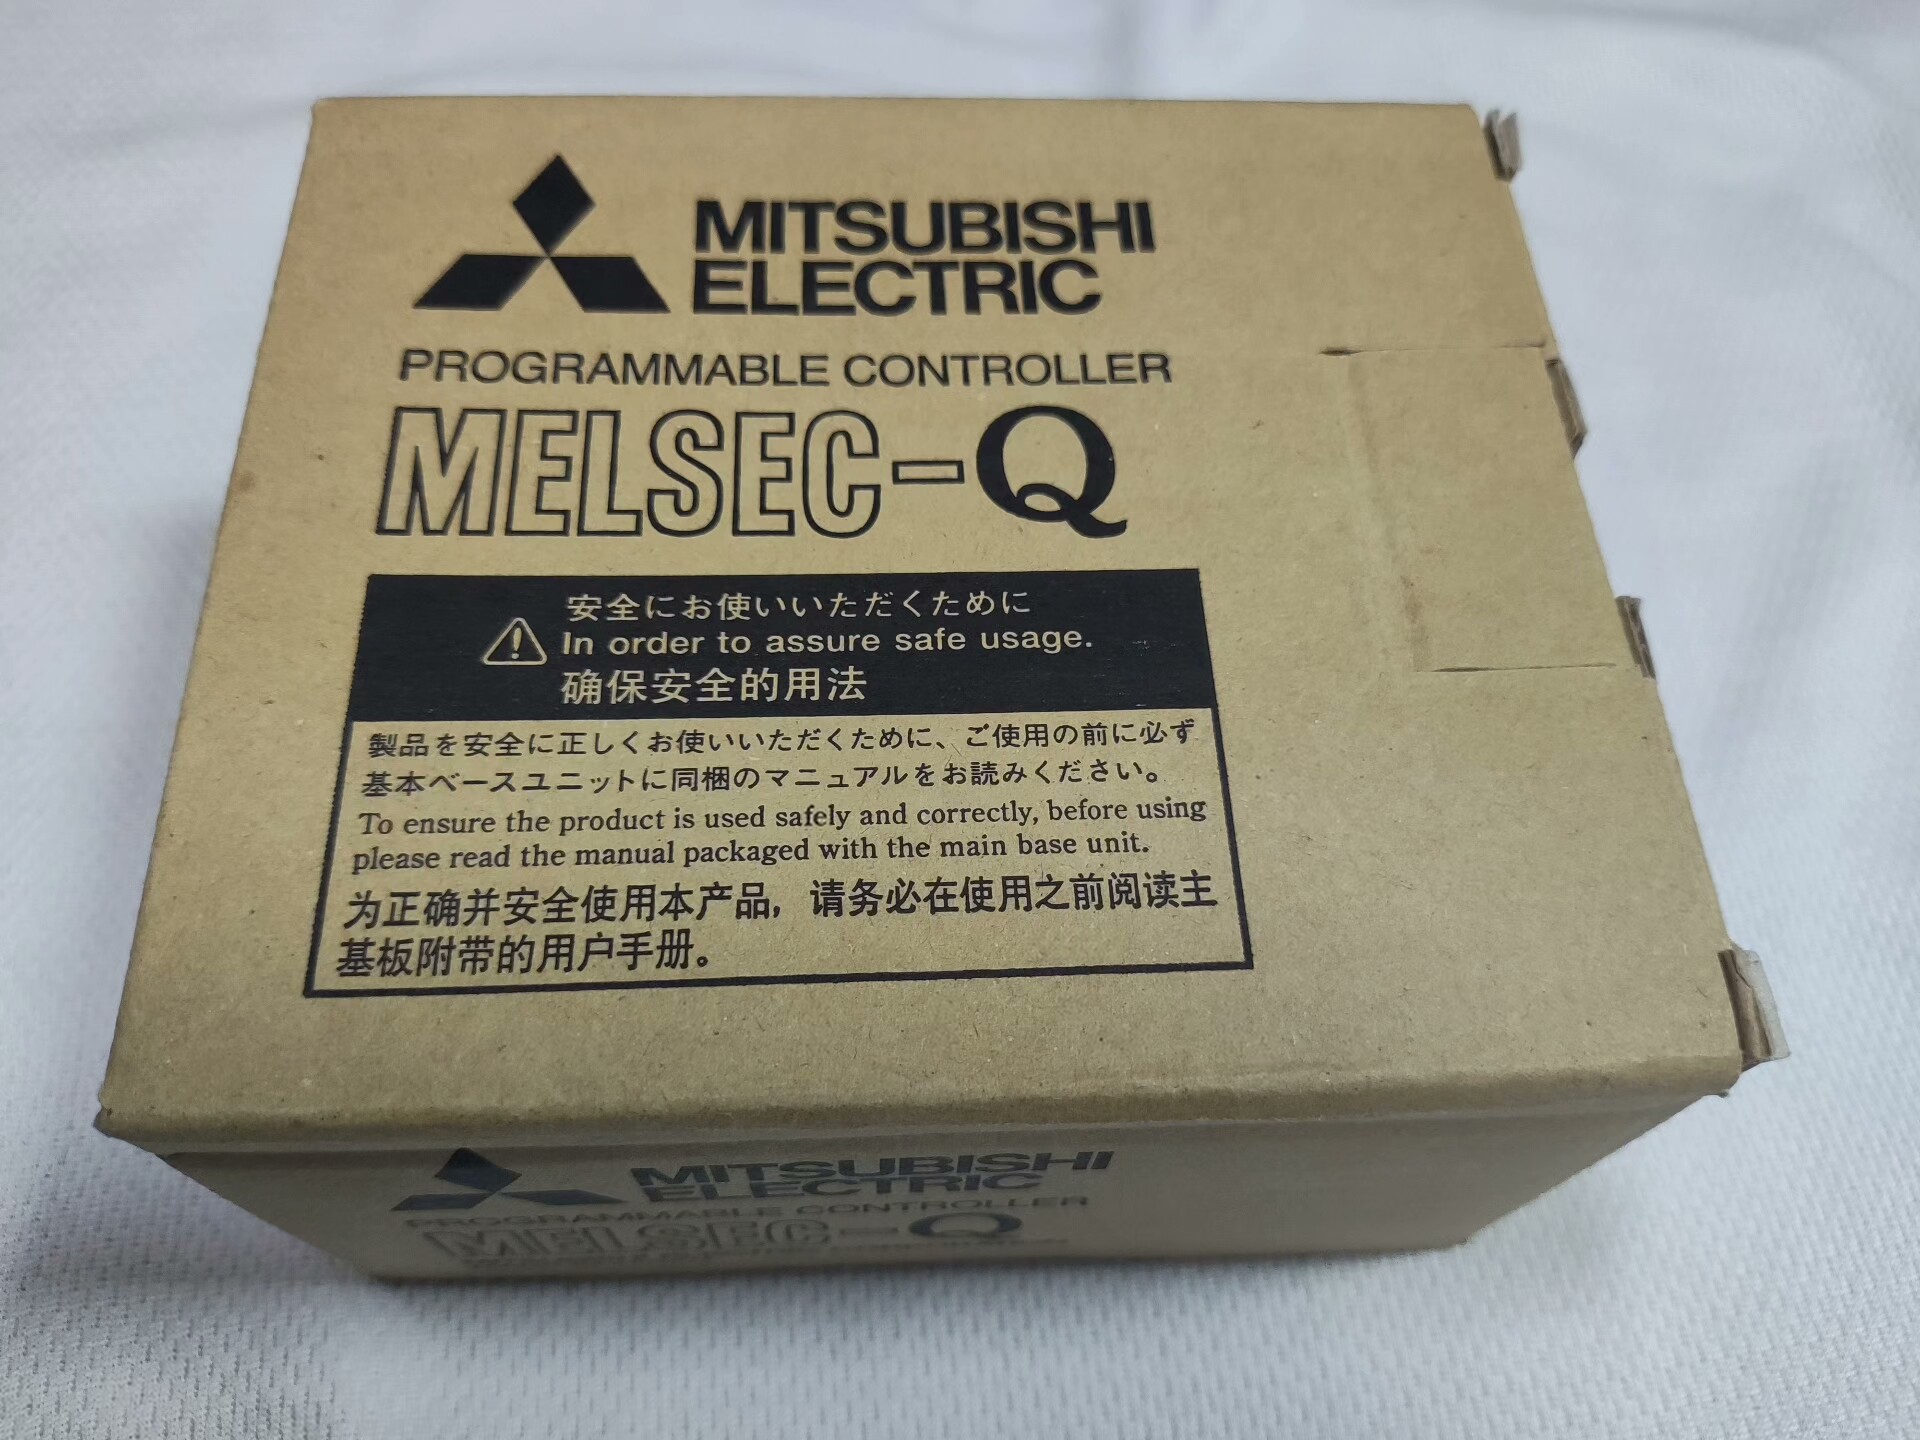 MITSUBISHI
ELECTRIC
PROGRAMMABLE CONTROLLER
MELSEC-Q
安全にお使いいただくために
In order to assure safe usage.
确保安全的用法
製品を安全に正しくお使いいただくために、ご使用の前に必ず
基本ベースユニットに同梱のマニュアルをお読みください。
To ensure the product is used safely and correctly, before using
please read the manual packaged with the main base unit.
为正确并安全使用本产品，请务必在使用之前阅读主
基板附带的用户手册。
MITSUBISHI
ELECTRIC
PROGRAMMABLE CONTROLLER
MELSEC-Q